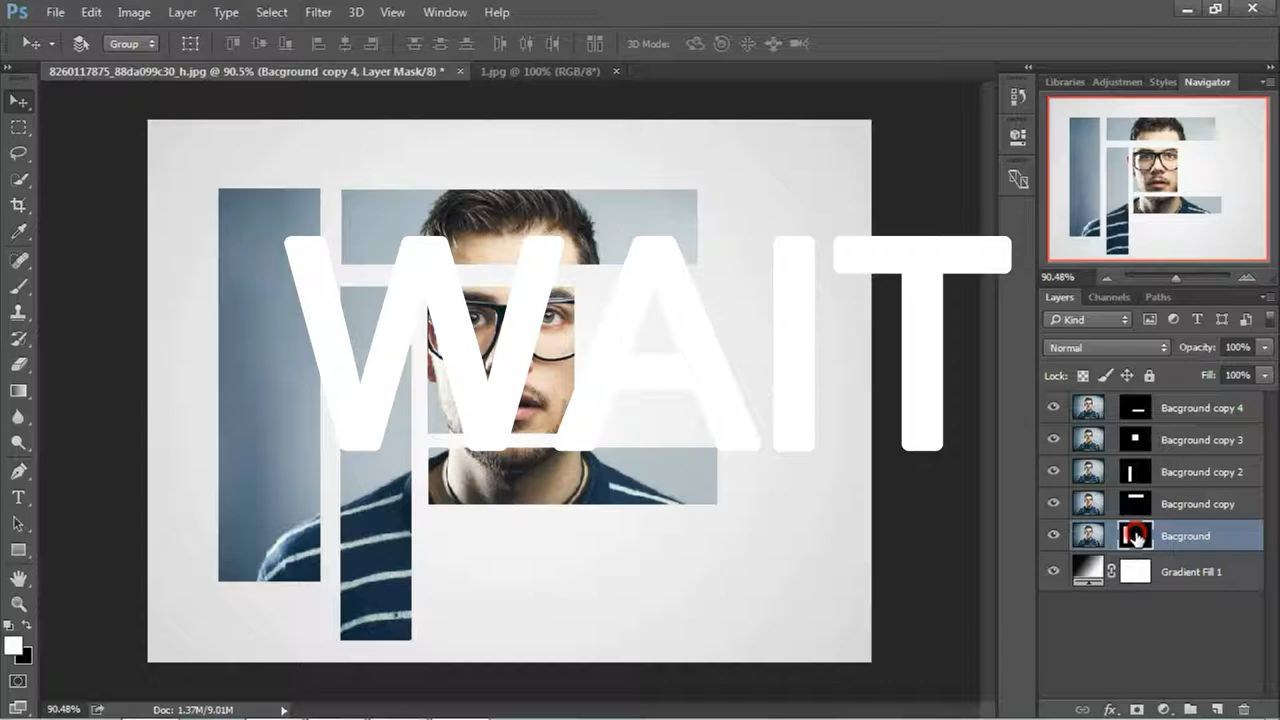 Ps File Edit Image Layer Type Select Filter 3D View Window Help
Group 3D Mode:
8260117875_88da099c30_h.jpg @ 90.5% (Bacground copy 4, Layer Mask/8) * × 1.jpg @ 100% (RGB/8*) ×
Libraries Adjustmen Styles Navigator
WAIT
90.48%
Layers Channels Paths
Kind
Normal Opacity: 100%
Lock: Fill: 100%
Bacground copy 4
Bacground copy 3
Bacground copy 2
Bacground copy
Bacground
Gradient Fill 1
90.48% Doc: 1.37M/9.01M